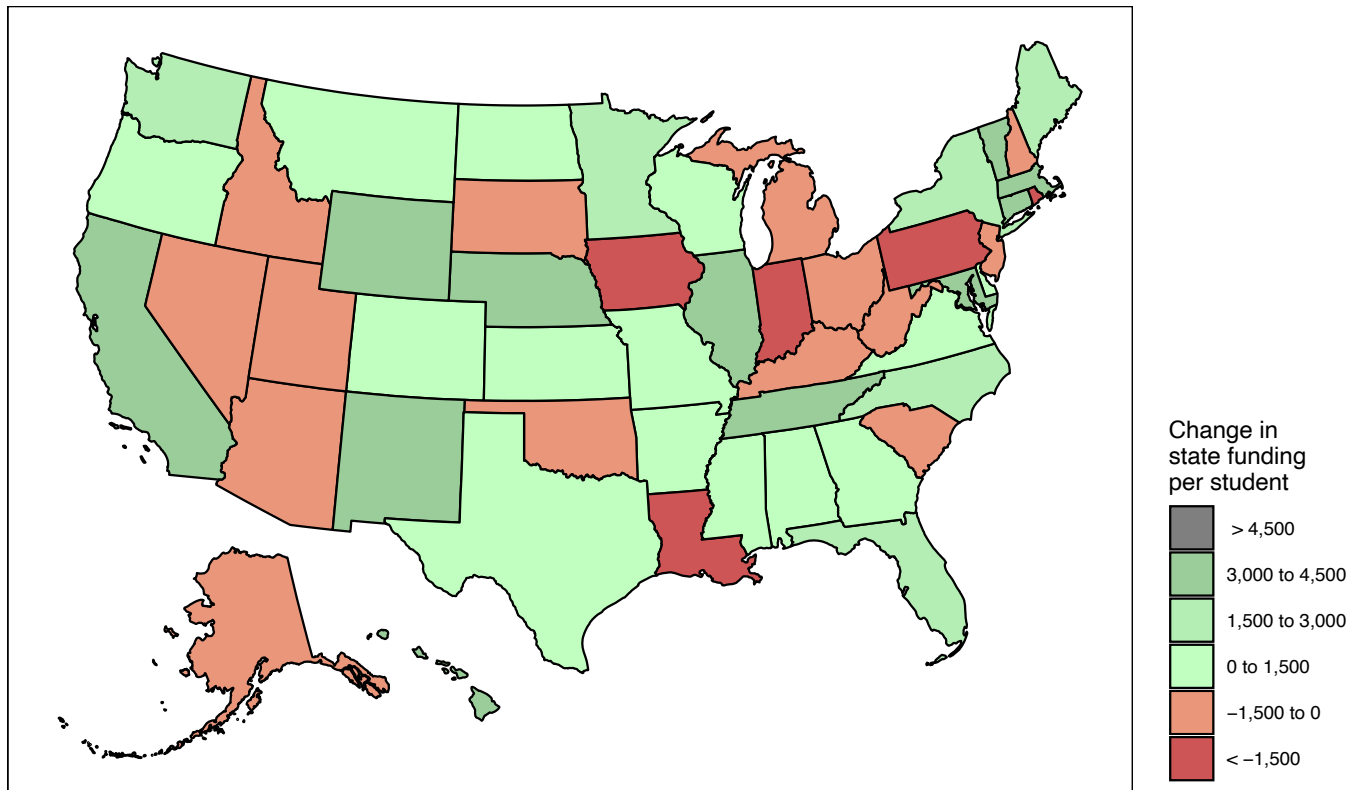 Change in
state funding
per student
> 4,500
3,000 to 4,500
1,500 to 3,000
0 to 1,500
−1,500 to 0
< −1,500